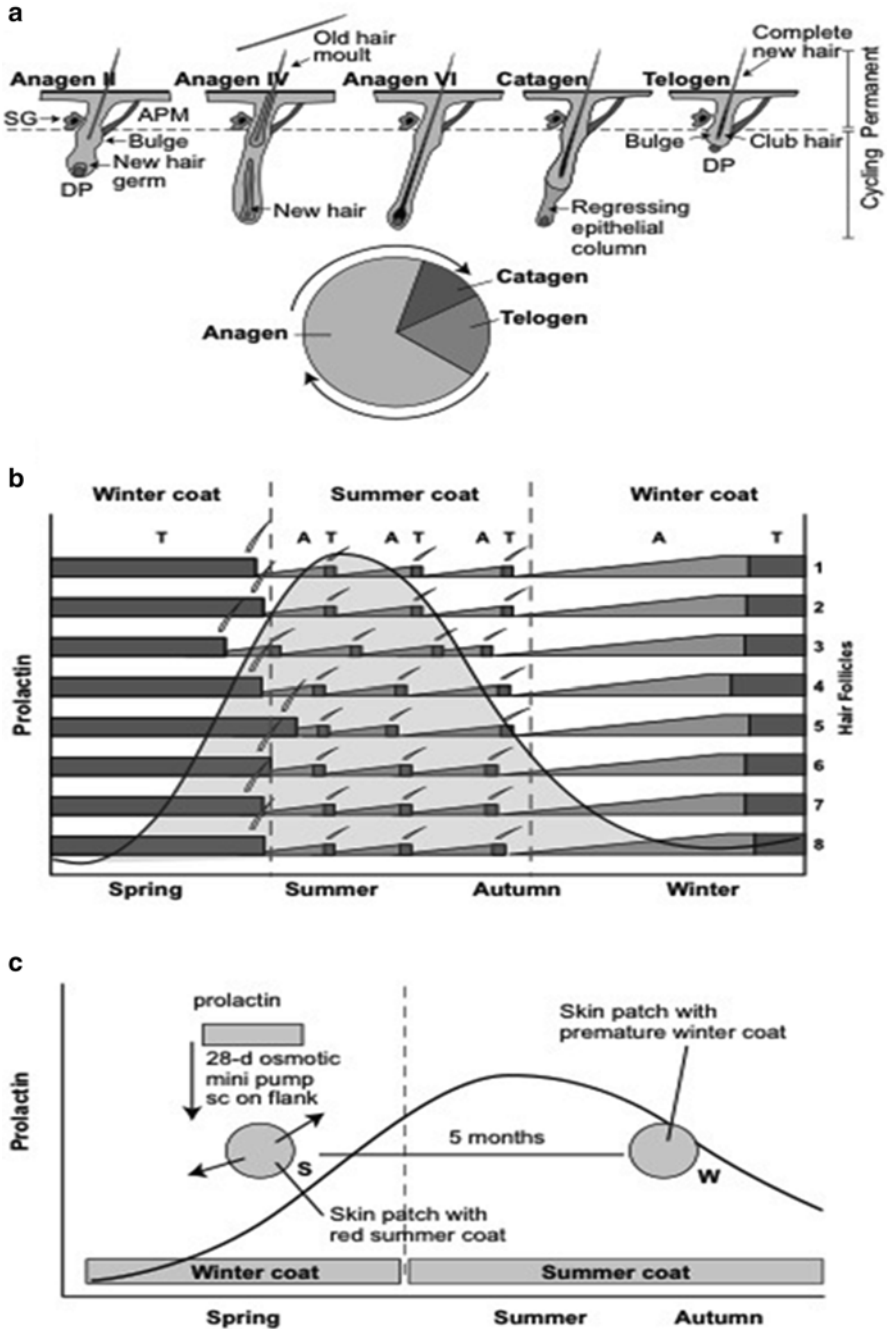 a
Old hair
moult
Complete
new hair
Anagen II
Anagen IV
Anagen VI
Catagen
Telogen
SG
APM
Bulge
New hair
germ
DP
New hair
Regressing
epithelial
column
Bulge
Club hair
DP
Permanent
Cycling
Catagen
Anagen
Telogen
b
Winter coat
Summer coat
Winter coat
T
A T A T A T
A
T
1
2
3
4
5
6
7
8
Prolactin
Hair Follicles
Spring
Summer
Autumn
Winter
c
prolactin
28-d osmotic
mini pump
sc on flank
Skin patch with
premature winter coat
Prolactin
5 months
S
W
Skin patch with
red summer coat
Winter coat
Summer coat
Spring
Summer
Autumn